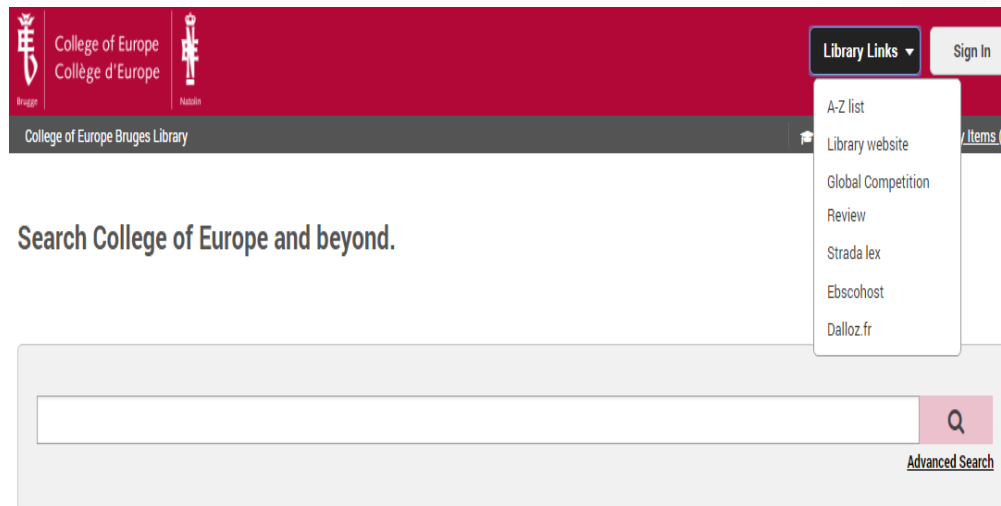 College of Europe
Collège d'Europe
Brugge
Natolin
Library Links
Sign In
College of Europe Bruges Library
Items (
A-Z list
Library website
Global Competition
Review
Strada lex
Ebscohost
Dalloz.fr
Search College of Europe and beyond.
Advanced Search